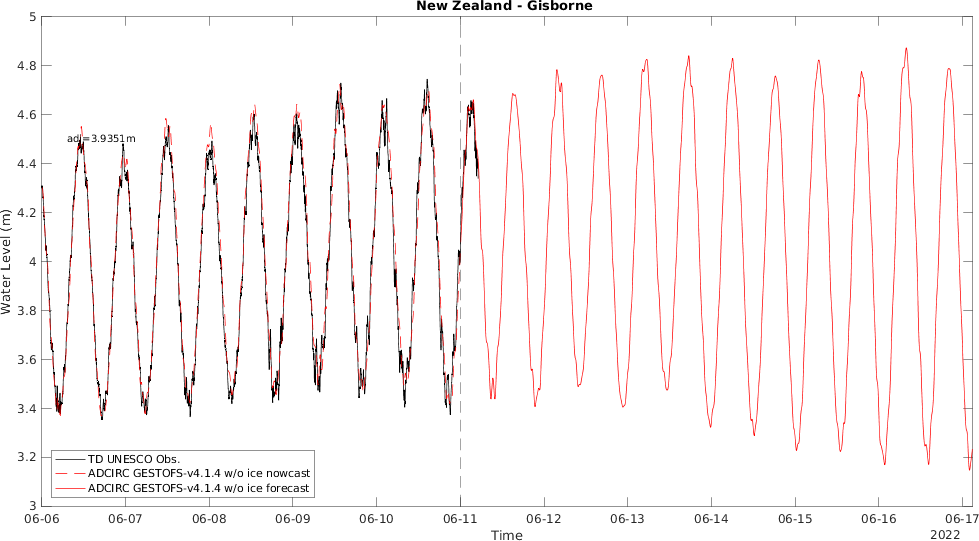 New Zealand - Gisborne
5
4.8
4.6
4.4
4.2
4
3.8
3.6
3.4
3.2
3
Water Level (m)
adj=3.9351m
TD UNESCO Obs.
ADCIRC GESTOFS-v4.1.4 w/o ice nowcast
ADCIRC GESTOFS-v4.1.4 w/o ice forecast
06-06 06-07 06-08 06-09 06-10 06-11 06-12 06-13 06-14 06-15 06-16 06-17
Time
2022